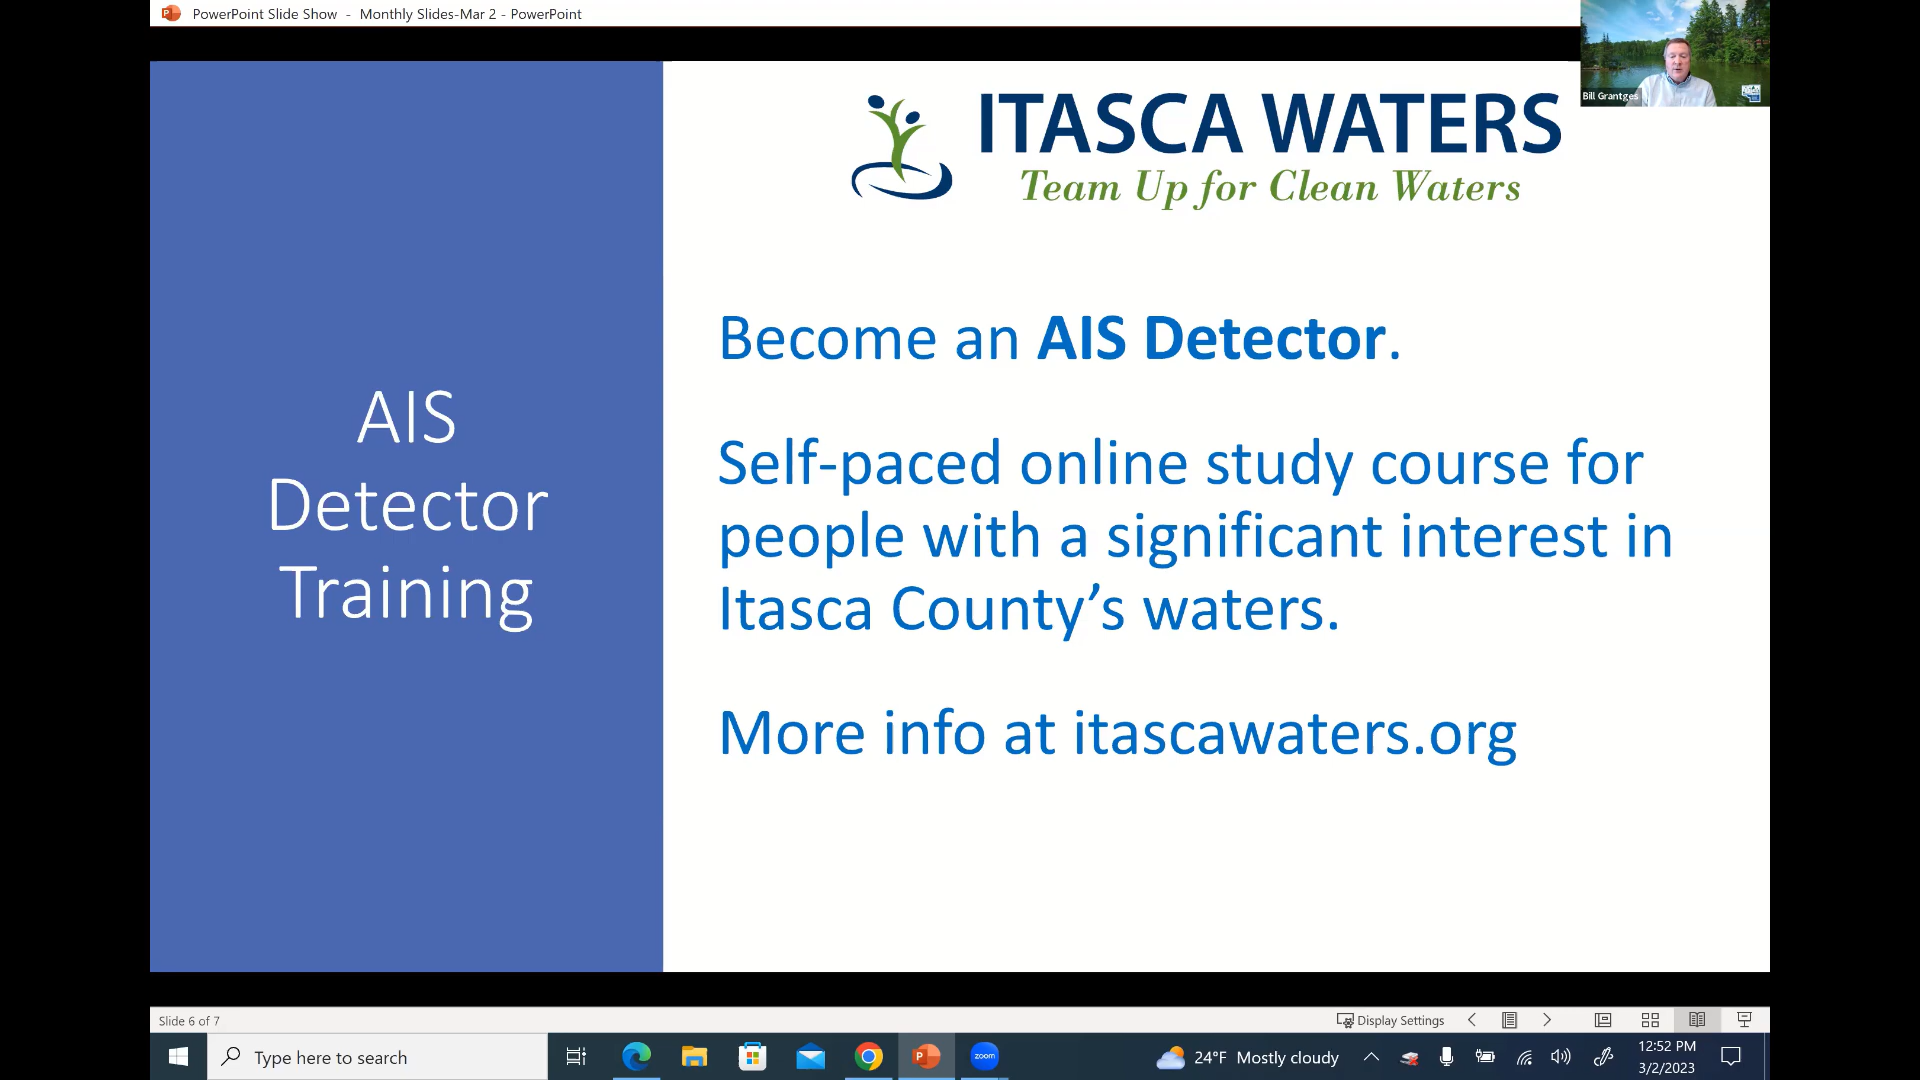 PowerPoint Slide Show - Monthly Slides-Mar 2 - PowerPoint
Bill Grantges
ITASCA WATERS
Team Up for Clean Waters
AIS
Detector
Training
Become an AIS Detector.
Self-paced online study course for
people with a significant interest in
Itasca County’s waters.
More info at itascawaters.org
Slide 6 of 7
Display Settings
Type here to search
zoom
24°F Mostly cloudy
12:52 PM
3/2/2023